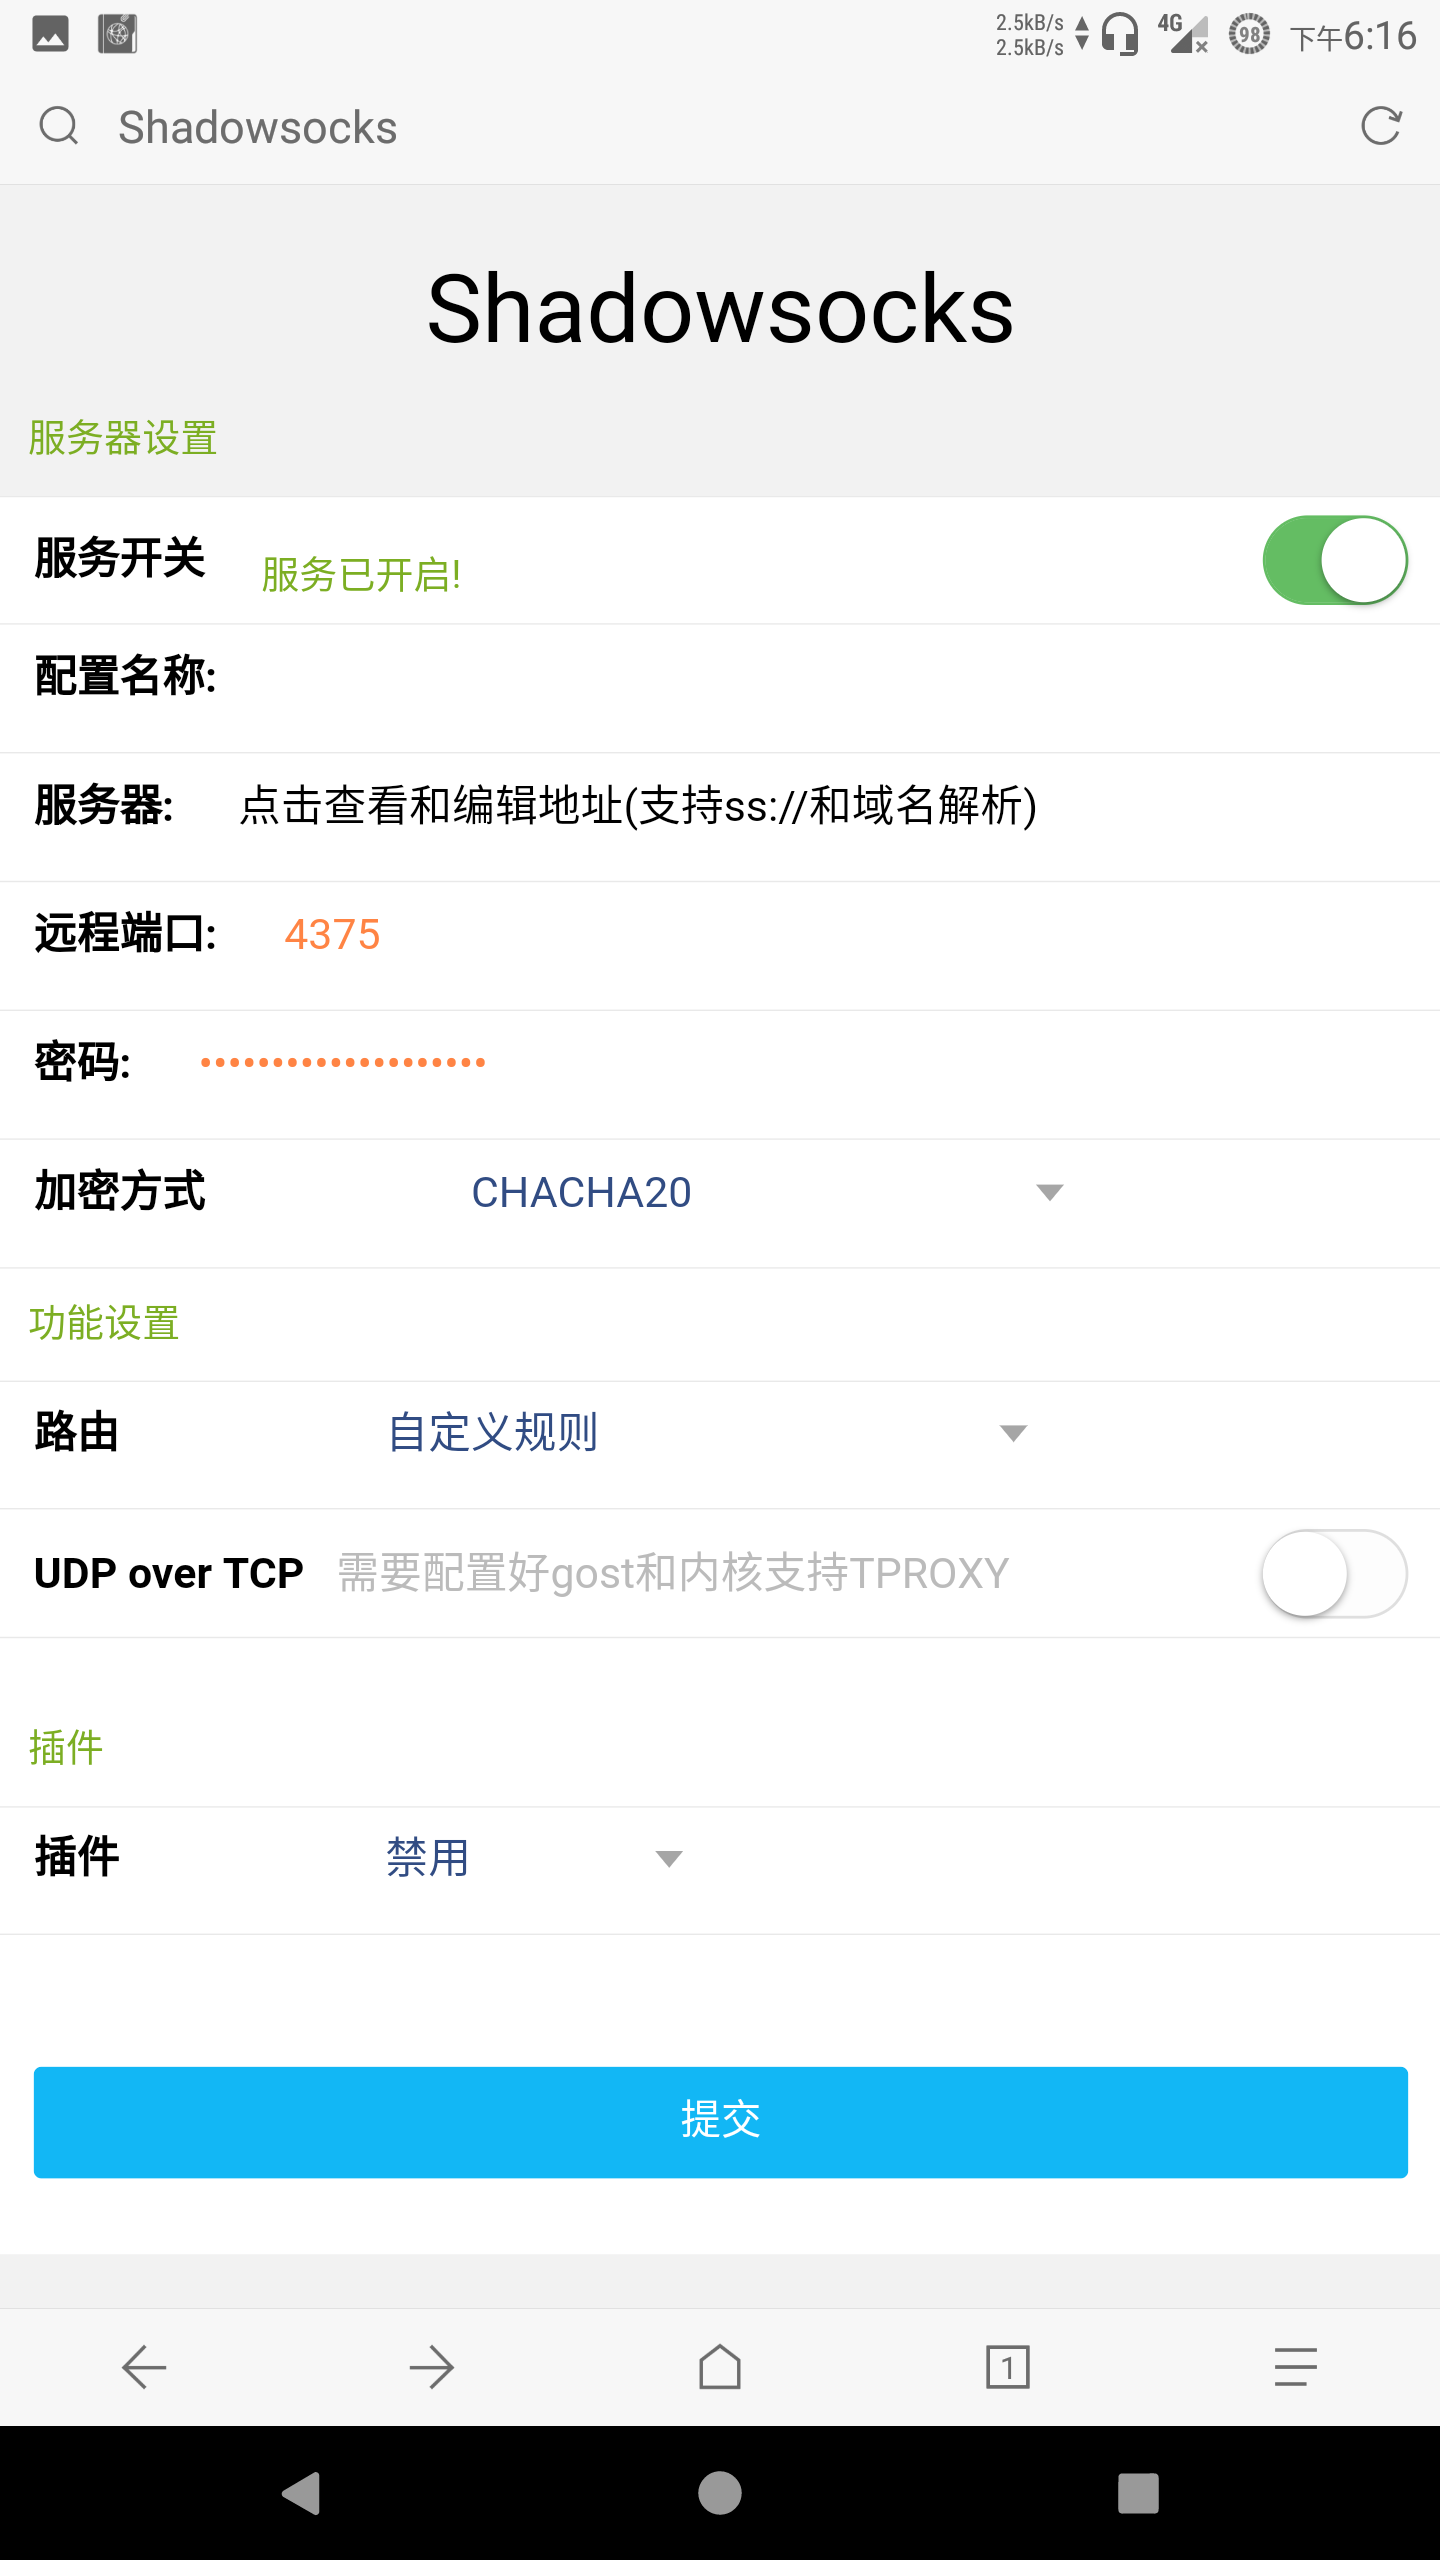 2.5kB/s
2.5kB/s
4G
98
下午6:16
Shadowsocks
Shadowsocks
服务器设置
服务开关 服务已开启!
配置名称:
服务器: 点击查看和编辑地址(支持ss://和域名解析)
远程端口: 4375
密码: ••••••••••••••••••••
加密方式 CHACHA20
功能设置
路由 自定义规则
UDP over TCP 需要配置好gost和内核支持TPROXY
插件
插件 禁用
提交
1